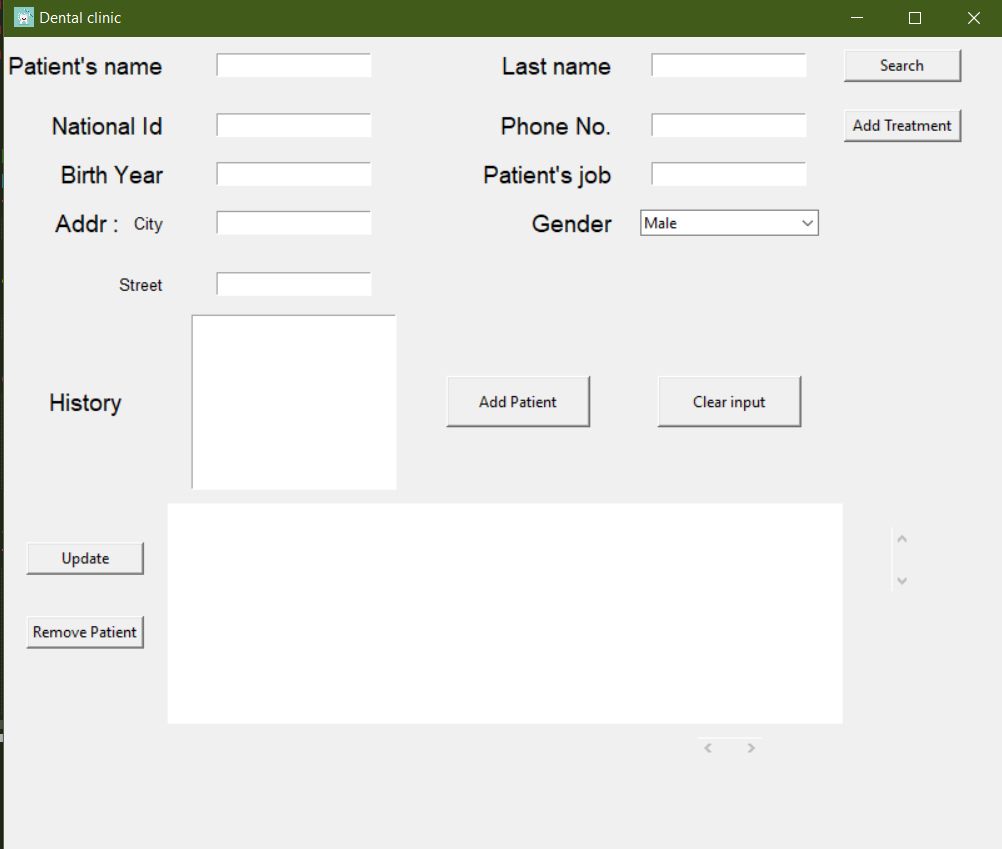 Dental clinic
Patient's name Last name Search
National Id Phone No. Add Treatment
Birth Year Patient's job
Addr : City Gender Male
Street
History Add Patient Clear input
Update
Remove Patient